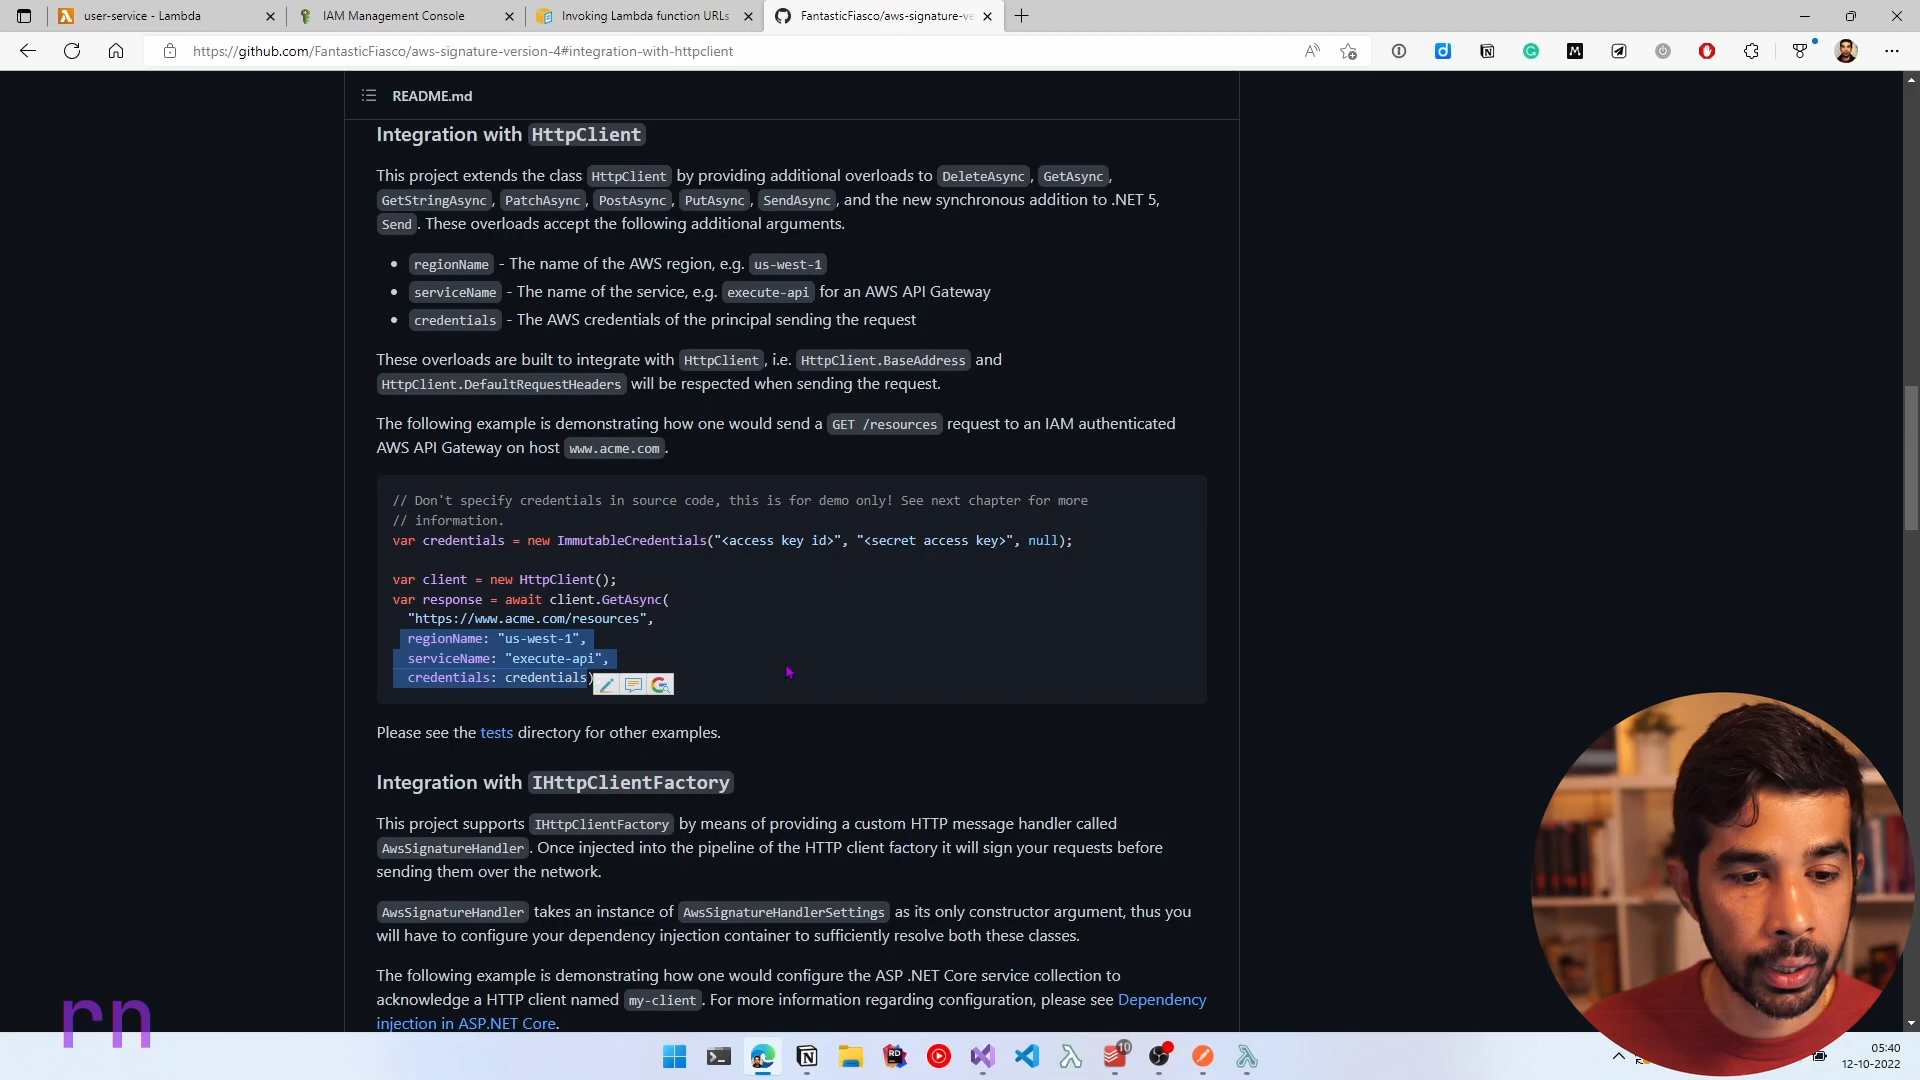 user-service - Lambda
IAM Management Console
Invoking Lambda function URLs
FantasticFiasco/aws-signature-ve
https://github.com/FantasticFiasco/aws-signature-version-4#integration-with-httpclient
README.md
Integration with HttpClient
This project extends the class HttpClient by providing additional overloads to DeleteAsync, GetAsync,
GetStringAsync, PatchAsync, PostAsync, PutAsync, SendAsync, and the new synchronous addition to .NET 5,
Send. These overloads accept the following additional arguments.
• regionName - The name of the AWS region, e.g. us-west-1
• serviceName - The name of the service, e.g. execute-api for an AWS API Gateway
• credentials - The AWS credentials of the principal sending the request
These overloads are built to integrate with HttpClient, i.e. HttpClient.BaseAddress and
HttpClient.DefaultRequestHeaders will be respected when sending the request.
The following example is demonstrating how one would send a GET /resources request to an IAM authenticated
AWS API Gateway on host www.acme.com.
// Don't specify credentials in source code, this is for demo only! See next chapter for more
// information.
var credentials = new ImmutableCredentials("<access key id>", "<secret access key>", null);
var client = new HttpClient();
var response = await client.GetAsync(
"https://www.acme.com/resources",
regionName: "us-west-1",
serviceName: "execute-api",
credentials: credentials)
Please see the tests directory for other examples.
Integration with IHttpClientFactory
This project supports IHttpClientFactory by means of providing a custom HTTP message handler called
AwsSignatureHandler. Once injected into the pipeline of the HTTP client factory it will sign your requests before
sending them over the network.
AwsSignatureHandler takes an instance of AwsSignatureHandlerSettings as its only constructor argument, thus you
will have to configure your dependency injection container to sufficiently resolve both these classes.
The following example is demonstrating how one would configure the ASP .NET Core service collection to
acknowledge a HTTP client named my-client. For more information regarding configuration, please see Dependency
injection in ASP.NET Core.
rn
10
05:40
12-10-2022